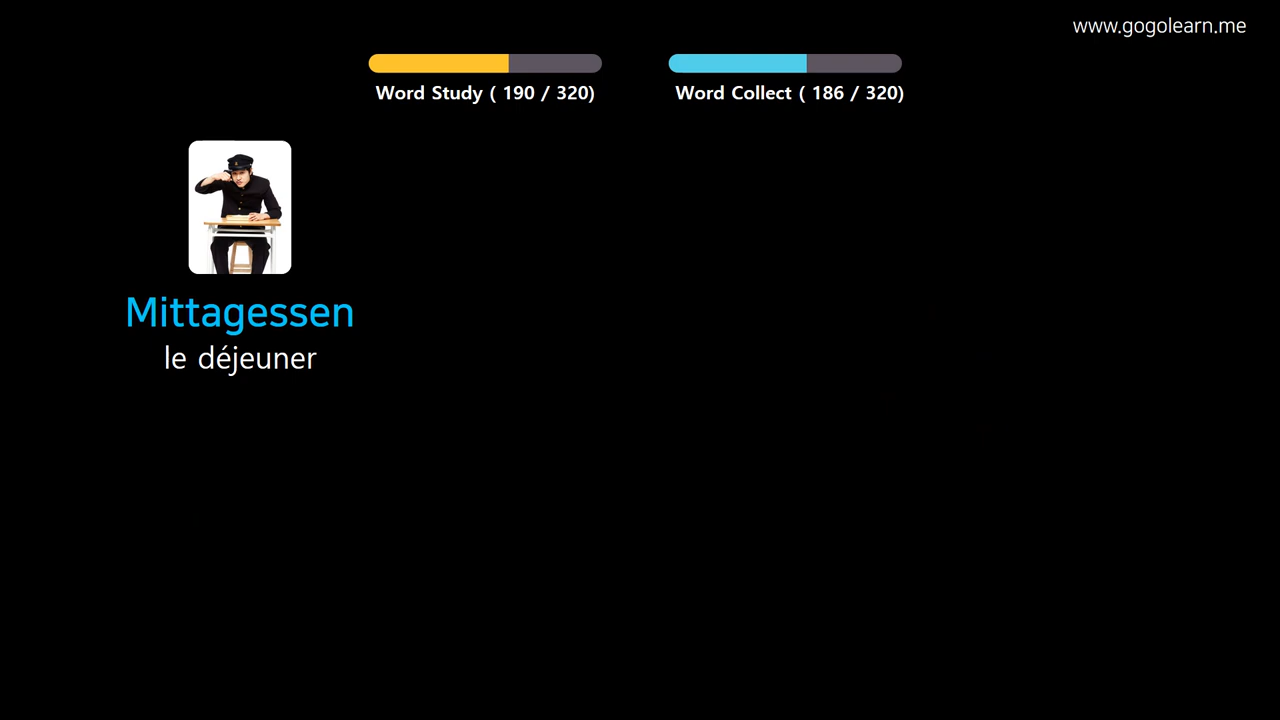 www.gogolearn.me
Word Study ( 190 / 320)
Word Collect ( 186 / 320)
Mittagessen
le déjeuner